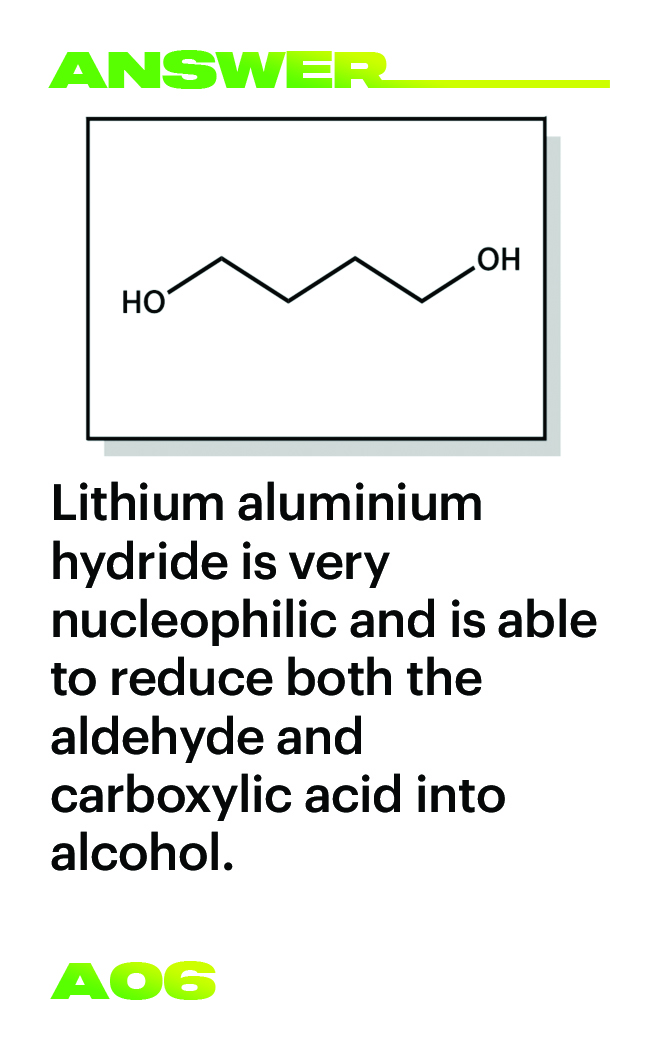 ANSWER
OH
HO
Lithium aluminium
hydride is very
nucleophilic and is able
to reduce both the
aldehyde and
carboxylic acid into
alcohol.
A06